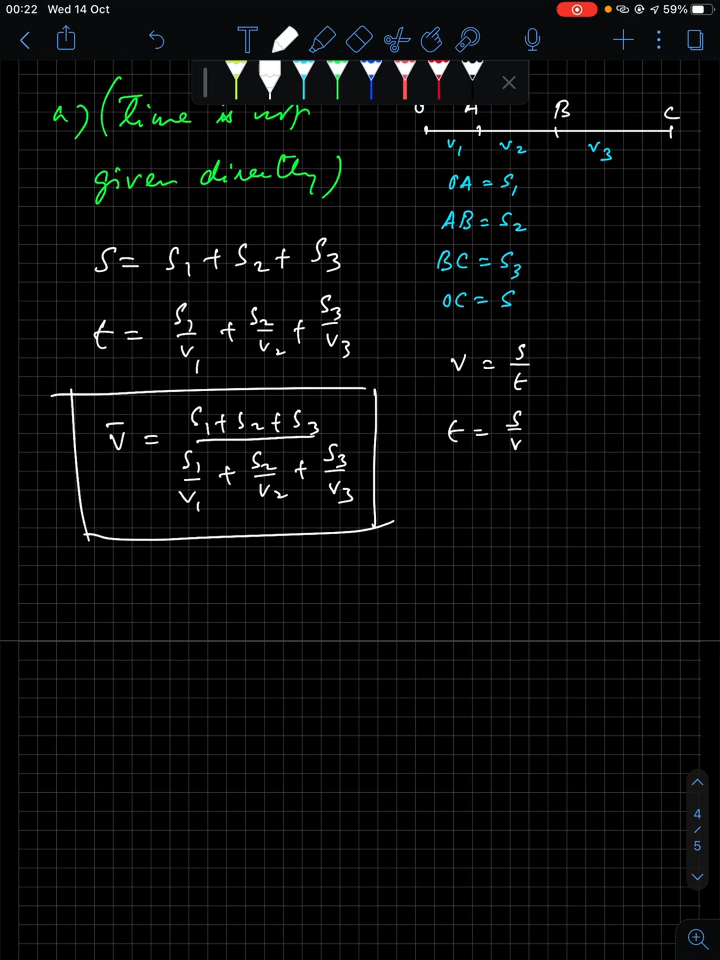 00:22 Wed 14 Oct
59%
T
a) (Time is not
given directly)
S = S₁ + S₂ + S₃
t = S₁/v₁ + S₂/v₂ + S₃/v₃
v̄ = (S₁ + S₂ + S₃)/(S₁/v₁ + S₂/v₂ + S₃/v₃)
O A B C
v₁ v₂ v₃
OA = S₁
AB = S₂
BC = S₃
OC = S
v = s/t
t = s/v
4/5